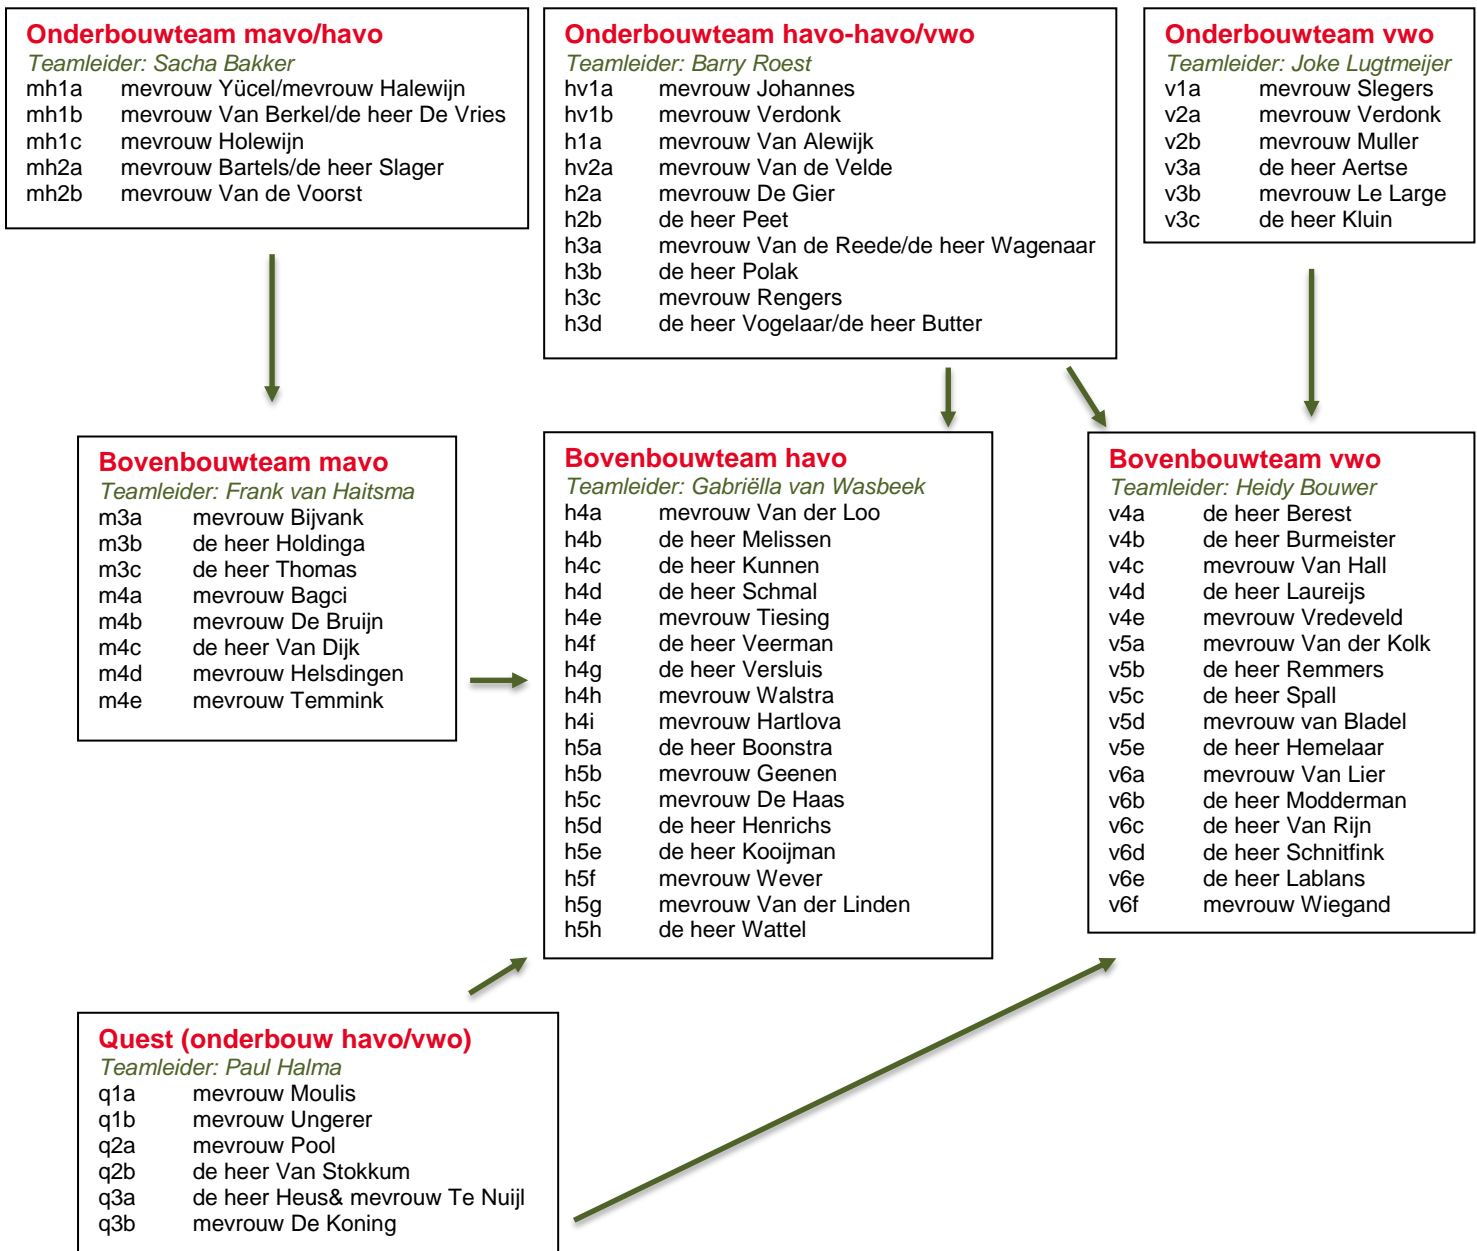 Onderbouwteam mavo/havo
Teamleider: Sacha Bakker
mh1a mevrouw Yücel/mevrouw Halewijn
mh1b mevrouw Van Berkel/de heer De Vries
mh1c mevrouw Holewijn
mh2a mevrouw Bartels/de heer Slager
mh2b mevrouw Van de Voorst
Onderbouwteam havo-havo/vwo
Teamleider: Barry Roest
hv1a mevrouw Johannes
hv1b mevrouw Verdonk
h1a mevrouw Van Alewijk
hv2a mevrouw Van de Velde
h2a mevrouw De Gier
h2b de heer Peet
h3a mevrouw Van de Reede/de heer Wagenaar
h3b de heer Polak
h3c mevrouw Rengers
h3d de heer Vogelaar/de heer Butter
Onderbouwteam vwo
Teamleider: Joke Lugtmeijer
v1a mevrouw Slegers
v2a mevrouw Verdonk
v2b mevrouw Muller
v3a de heer Aertse
v3b mevrouw Le Large
v3c de heer Kluin
Bovenbouwteam mavo
Teamleider: Frank van Haitsma
m3a mevrouw Bijvank
m3b de heer Holdinga
m3c de heer Thomas
m4a mevrouw Bagci
m4b mevrouw De Bruijn
m4c de heer Van Dijk
m4d mevrouw Helsdingen
m4e mevrouw Temmink
Bovenbouwteam havo
Teamleider: Gabriëlla van Wasbeek
h4a mevrouw Van der Loo
h4b de heer Melissen
h4c de heer Kunnen
h4d de heer Schmal
h4e mevrouw Tiesing
h4f de heer Veerman
h4g de heer Versluis
h4h mevrouw Walstra
h4i mevrouw Hartlova
h5a de heer Boonstra
h5b mevrouw Geenen
h5c mevrouw De Haas
h5d de heer Henrichs
h5e de heer Kooijman
h5f mevrouw Wever
h5g mevrouw Van der Linden
h5h de heer Wattel
Bovenbouwteam vwo
Teamleider: Heidy Bouwer
v4a de heer Berest
v4b de heer Burmeister
v4c mevrouw Van Hall
v4d de heer Laureijs
v4e mevrouw Vredeveld
v5a mevrouw Van der Kolk
v5b de heer Remmers
v5c de heer Spall
v5d mevrouw van Bladel
v5e de heer Hemelaar
v6a mevrouw Van Lier
v6b de heer Modderman
v6c de heer Van Rijn
v6d de heer Schnitfink
v6e de heer Lablans
v6f mevrouw Wiegand
Quest (onderbouw havo/vwo)
Teamleider: Paul Halma
q1a mevrouw Moulis
q1b mevrouw Ungerer
q2a mevrouw Pool
q2b de heer Van Stokkum
q3a de heer Heus& mevrouw Te Nuijl
q3b mevrouw De Koning